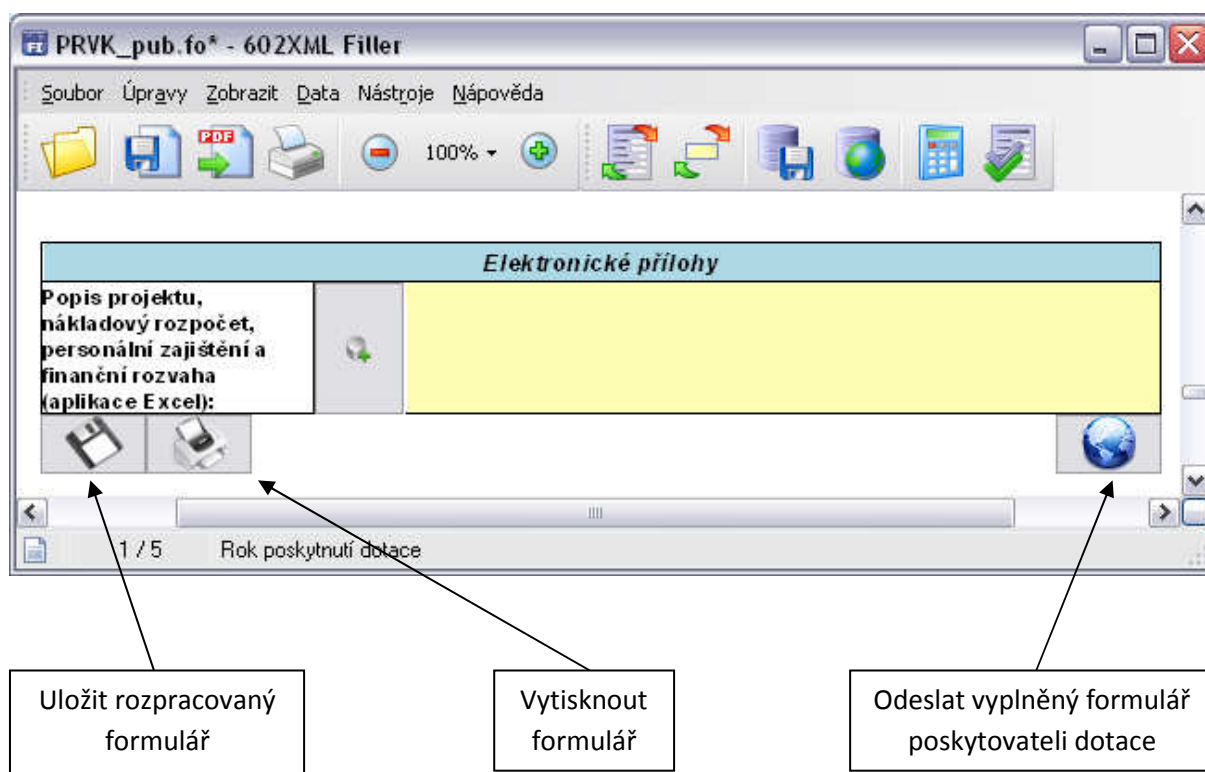 PRVK_pub.fo* - 602XML Filler
Soubor Úpravy Zobrazit Data Nástroje Nápověda
PDF
100%
Elektronické přílohy
Popis projektu,
nákladový rozpočet,
personální zajištění a
finanční rozvaha
(aplikace Excel):
1 / 5 Rok poskytnutí dotace
Uložit rozpracovaný
formulář
Vytisknout
formulář
Odeslat vyplněný formulář
poskytovateli dotace